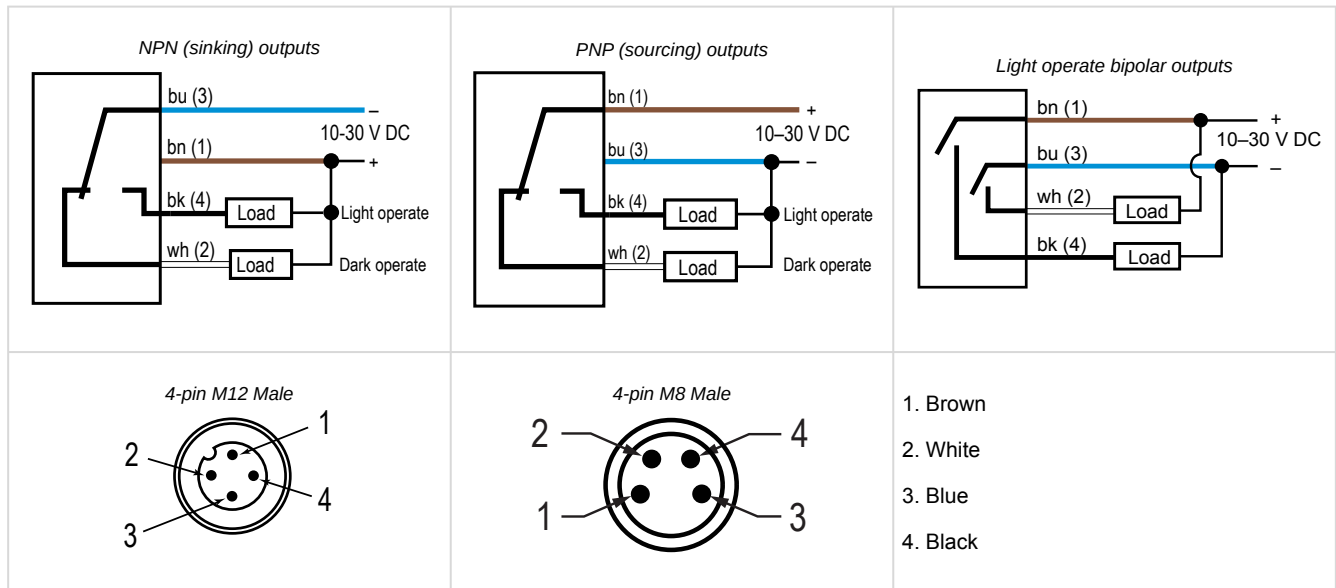 NPN (sinking) outputs
bu (3)
–
10-30 V DC
bn (1)
+
bk (4)
Load
Light operate
wh (2)
Load
Dark operate
PNP (sourcing) outputs
bn (1)
+
10–30 V DC
bu (3)
–
bk (4)
Load
Light operate
wh (2)
Load
Dark operate
Light operate bipolar outputs
bn (1)
+
10–30 V DC
bu (3)
–
wh (2)
Load
bk (4)
Load
4-pin M12 Male
1
2
4
3
4-pin M8 Male
2
4
1
3
1. Brown
2. White
3. Blue
4. Black